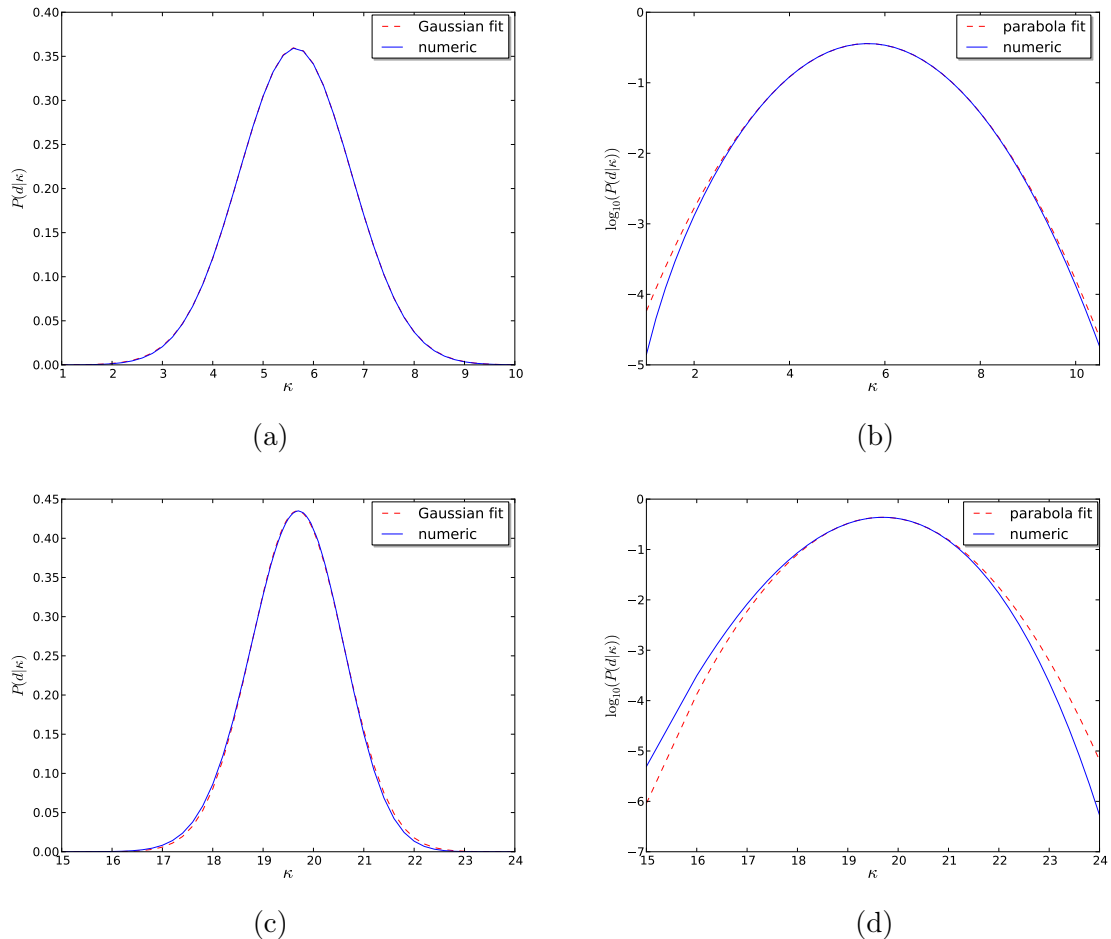 0.40
0.35
0.30
0.25
0.20
0.15
0.10
0.05
0.00
P(d|κ)
Gaussian fit
numeric
1 2 3 4 5 6 7 8 9 10
κ
(a)
0
−1
−2
−3
−4
−5
log₁₀(P(d|κ))
parabola fit
numeric
2 4 6 8 10
κ
(b)
0.45
0.40
0.35
0.30
0.25
0.20
0.15
0.10
0.05
0.00
P(d|κ)
Gaussian fit
numeric
15 16 17 18 19 20 21 22 23 24
κ
(c)
0
−1
−2
−3
−4
−5
−6
−7
log₁₀(P(d|κ))
parabola fit
numeric
15 16 17 18 19 20 21 22 23 24
κ
(d)